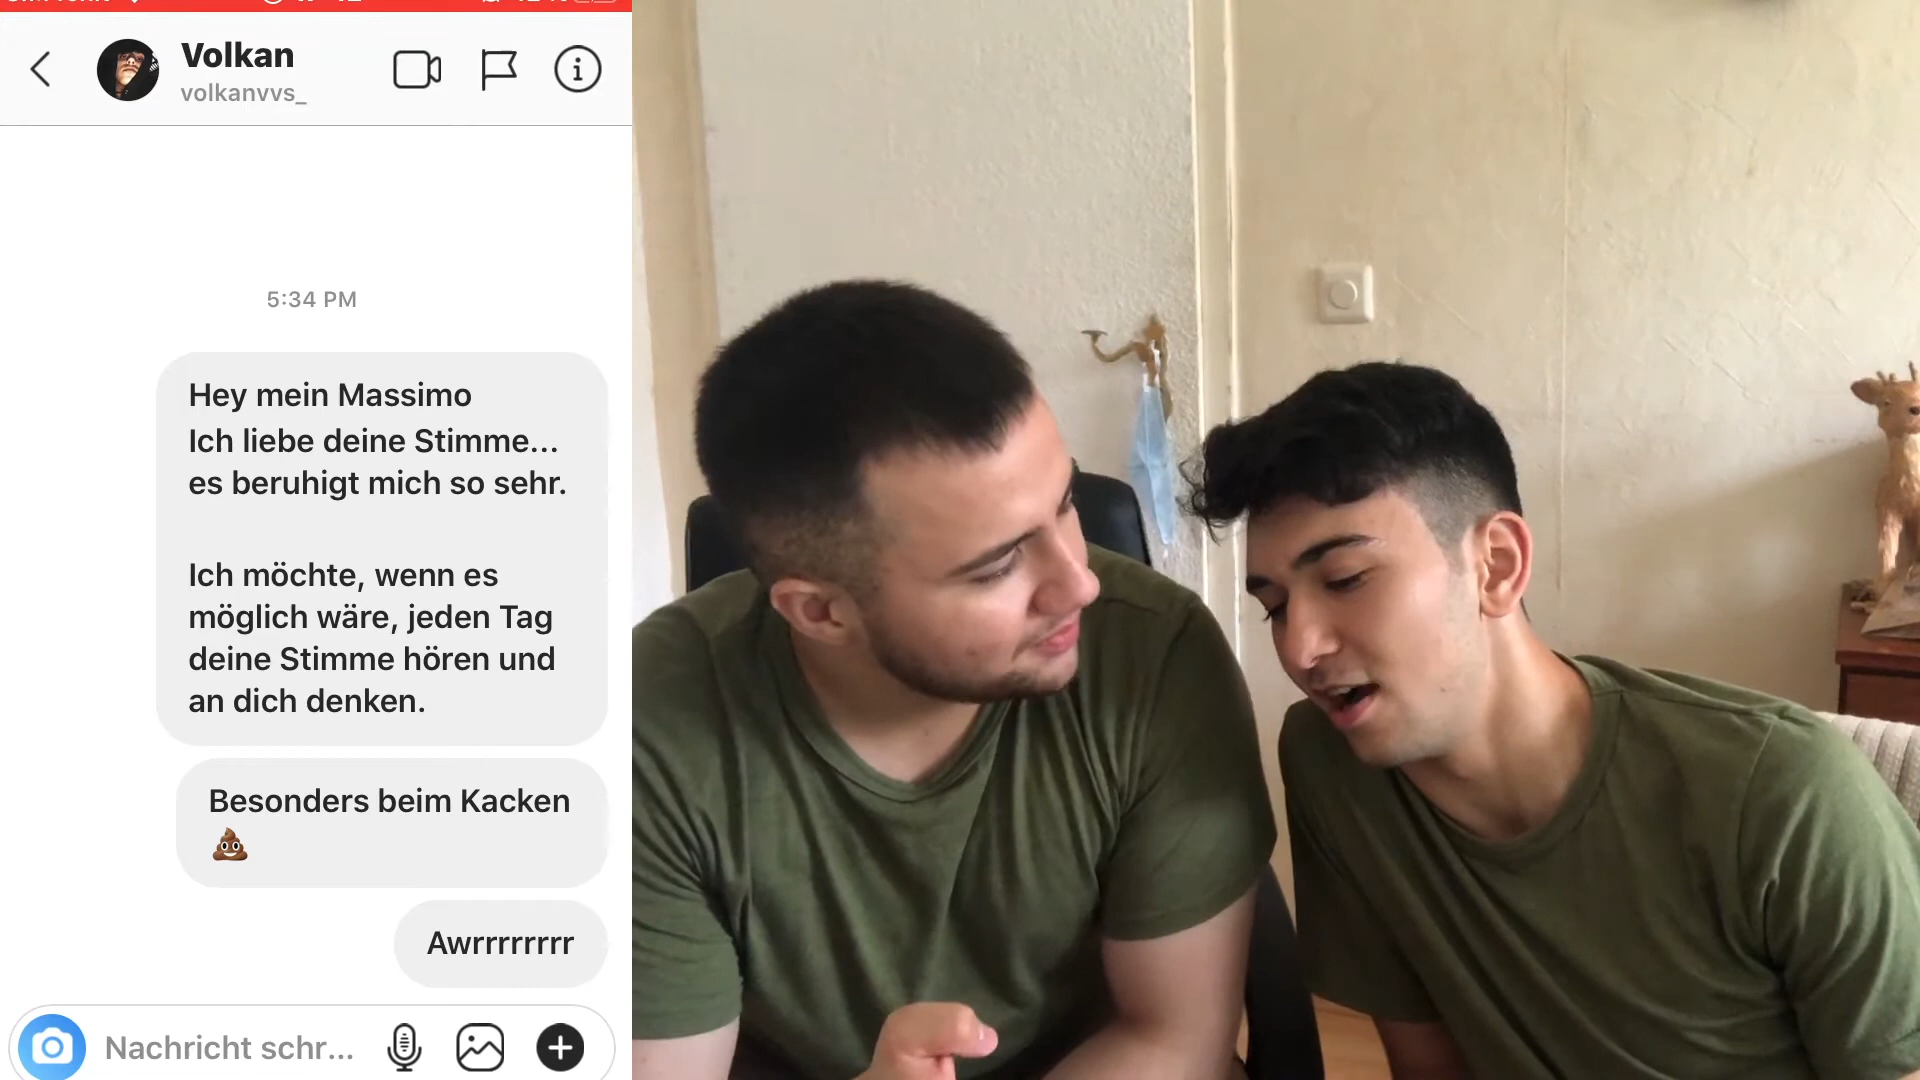 Volkan
volkanvvs_
5:34 PM
Hey mein Massimo
Ich liebe deine Stimme...
es beruhigt mich so sehr.
Ich möchte, wenn es
möglich wäre, jeden Tag
deine Stimme hören und
an dich denken.
Besonders beim Kacken
💩
Awrrrrrrrr
Nachricht schr...